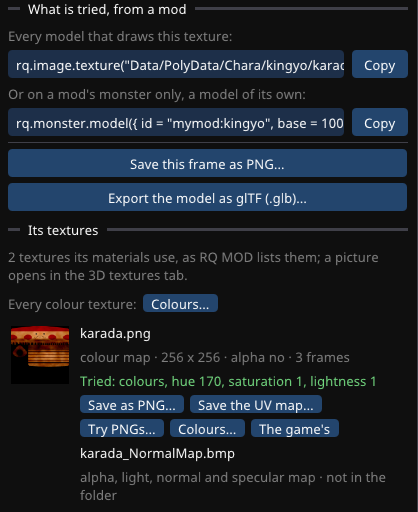 What is tried, from a mod
Every model that draws this texture:
rq.image.texture("Data/PolyData/Chara/kingyo/karac
Copy
Or on a mod's monster only, a model of its own:
rq.monster.model({ id = "mymod:kingyo", base = 100
Copy
Save this frame as PNG...
Export the model as glTF (.glb)...
Its textures
2 textures its materials use, as RQ MOD lists them; a picture
opens in the 3D textures tab.
Every colour texture:
Colours...
karada.png
colour map · 256 x 256 · alpha no · 3 frames
Tried: colours, hue 170, saturation 1, lightness 1
Save as PNG...
Save the UV map...
Try PNGs...
Colours...
The game's
karada_NormalMap.bmp
alpha, light, normal and specular map · not in the
folder